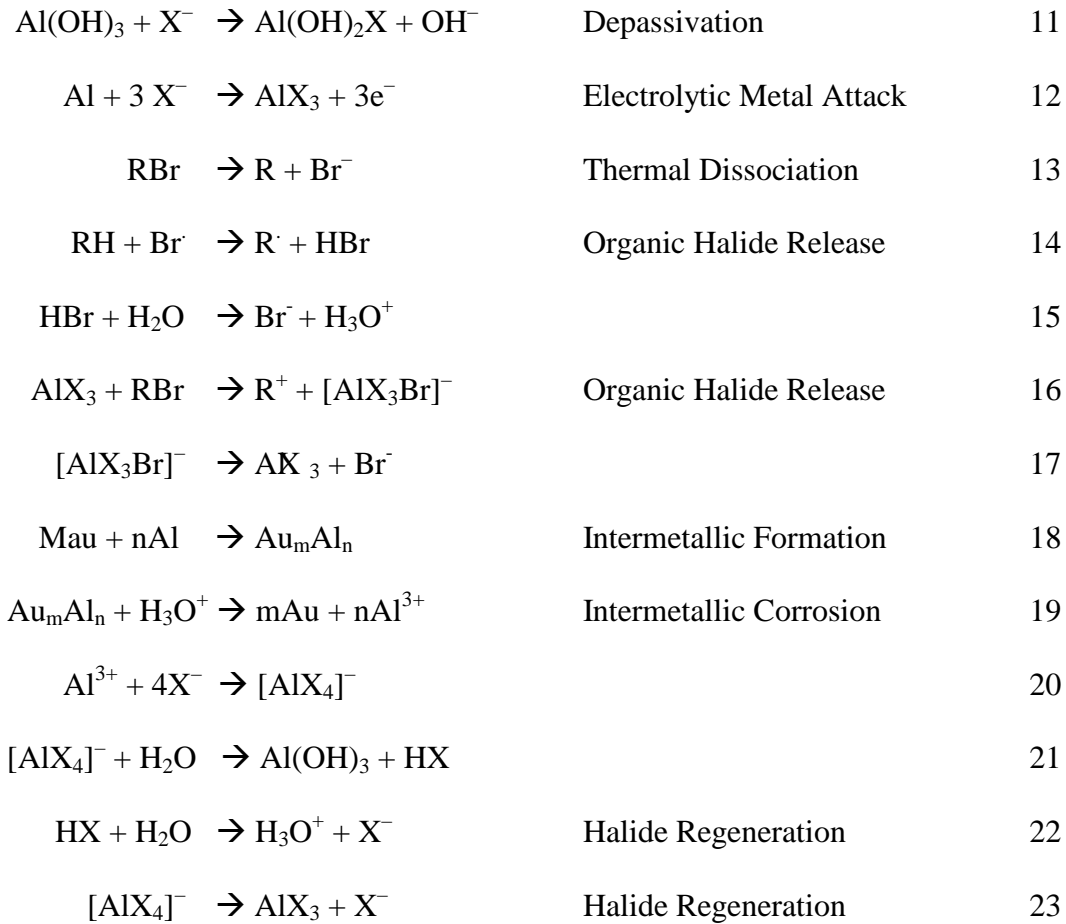 Al(OH)₃ + X⁻ → Al(OH)₂X + OH⁻ Depassivation 11
Al + 3 X⁻ → AlX₃ + 3e⁻ Electrolytic Metal Attack 12
RBr → R + Br⁻ Thermal Dissociation 13
RH + Br· → R· + HBr Organic Halide Release 14
HBr + H₂O → Br⁻ + H₃O⁺ 15
AlX₃ + RBr → R⁺ + [AlX₃Br]⁻ Organic Halide Release 16
[AlX₃Br]⁻ → AlX ₃ + Br⁻ 17
Mau + nAl → AuₘAlₙ Intermetallic Formation 18
AuₘAlₙ + H₃O⁺ → mAu + nAl³⁺ Intermetallic Corrosion 19
Al³⁺ + 4X⁻ → [AlX₄]⁻ 20
[AlX₄]⁻ + H₂O → Al(OH)₃ + HX 21
HX + H₂O → H₃O⁺ + X⁻ Halide Regeneration 22
[AlX₄]⁻ → AlX₃ + X⁻ Halide Regeneration 23